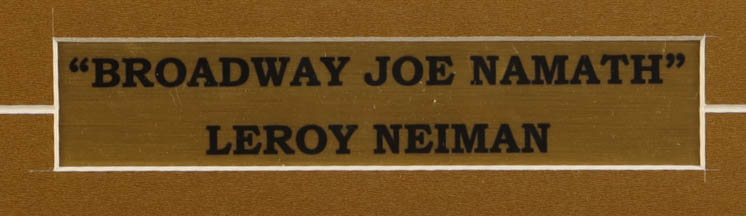 “BROADWAY JOE NAMATH”
LEROY NEIMAN